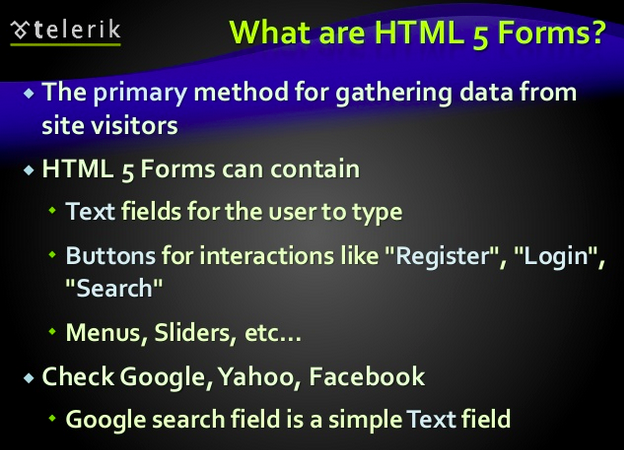 telerik
What are HTML 5 Forms?
The primary method for gathering data from
site visitors
HTML 5 Forms can contain
Text fields for the user to type
Buttons for interactions like "Register", "Login",
"Search"
Menus, Sliders, etc…
Check Google, Yahoo, Facebook
Google search field is a simple Text field